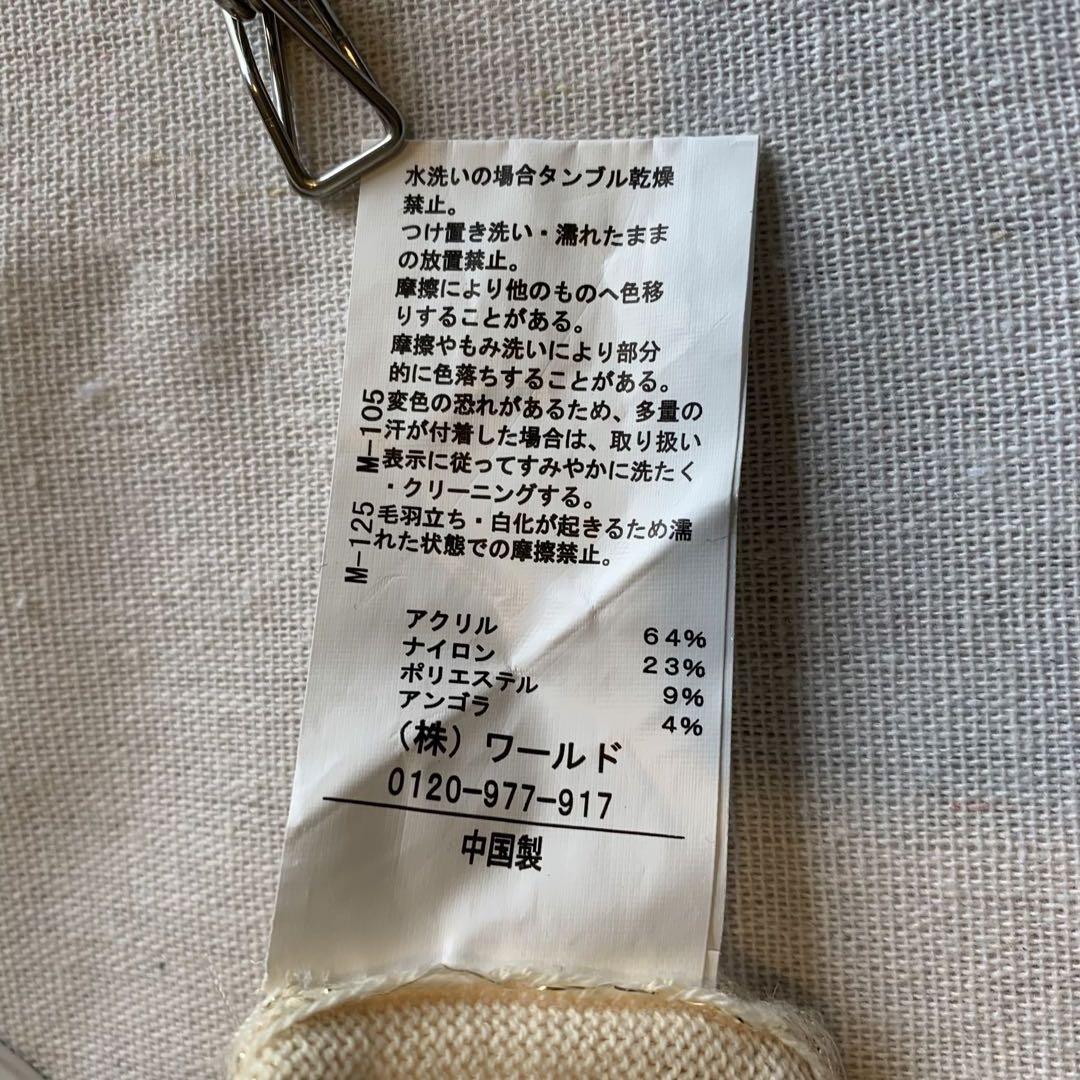 水洗いの場合タンブル乾燥
禁止。
つけ置き洗い・濡れたまま
の放置禁止。
摩擦により他のものへ色移
りすることがある。
摩擦やもみ洗いにより部分
的に色落ちすることがある。
変色の恐れがあるため、多量の
汗が付着した場合は、取り扱い
表示に従ってすみやかに洗たく
・クリーニングする。
毛羽立ち・白化が起きるため濡
れた状態での摩擦禁止。
M-105
M-125
アクリル 64%
ナイロン 23%
ポリエステル 9%
アンゴラ 4%
(株) ワールド
0120-977-917
中国製